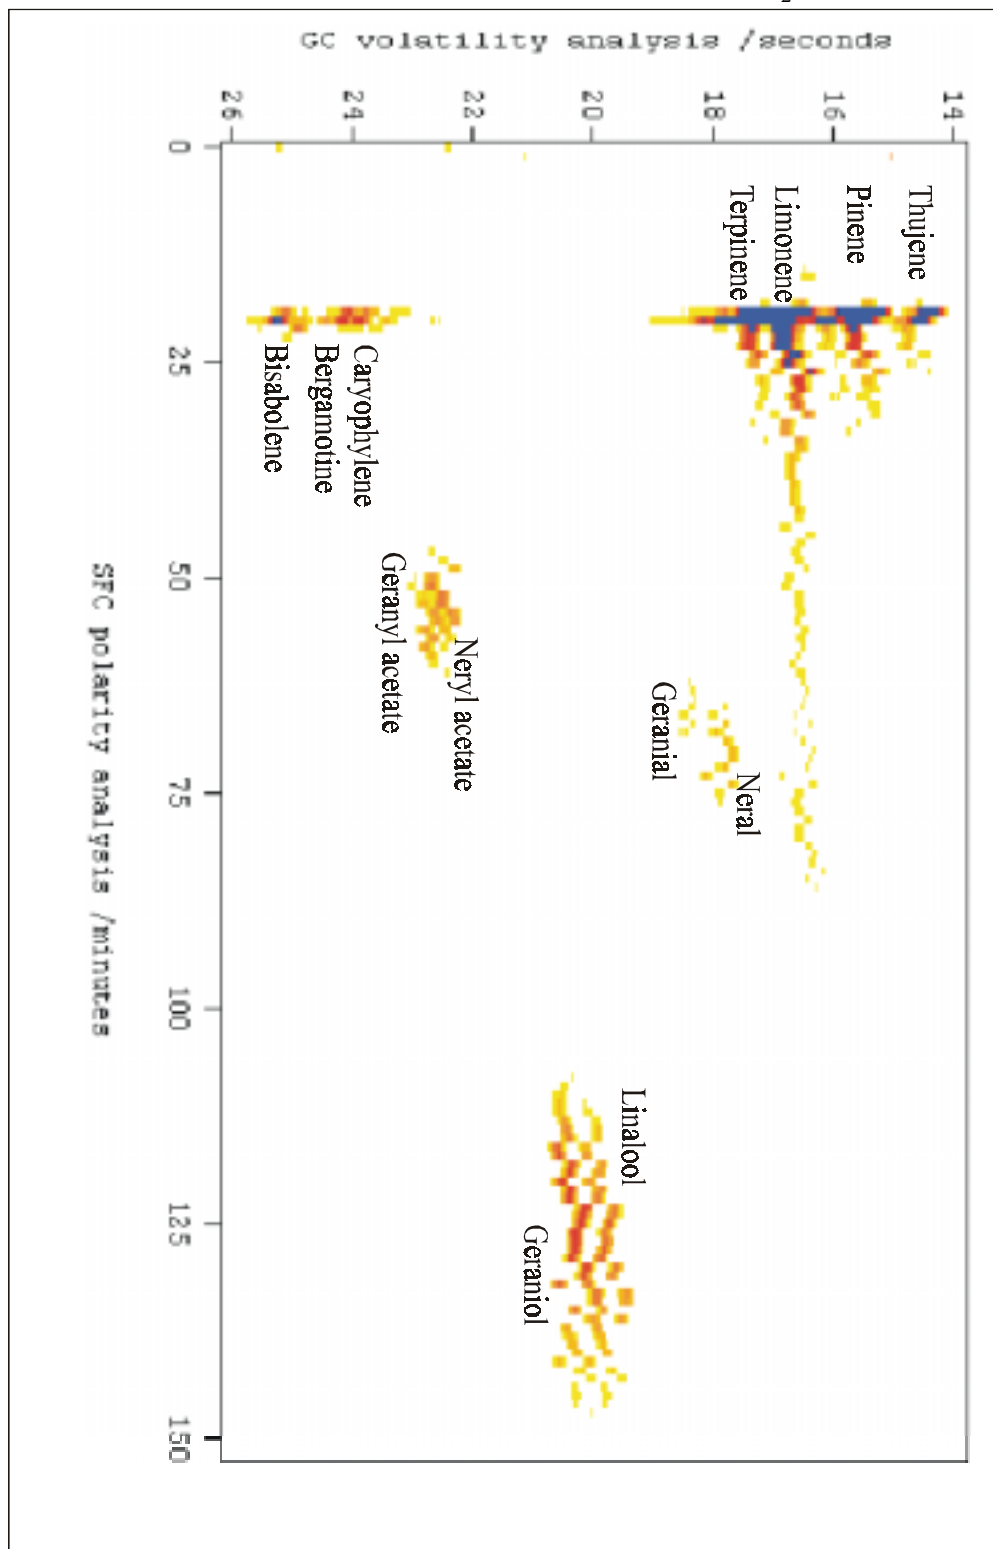 GC volatility analysis /seconds
26
24
22
20
18
16
14
0
25
50
75
100
125
150
SFC polarity analysis /minutes
Thujene
Pinene
Limonene
Terpinene
Caryophylene
Bergamotine
Bisabolene
Neryl acetate
Geranyl acetate
Neral
Geranial
Linalool
Geraniol